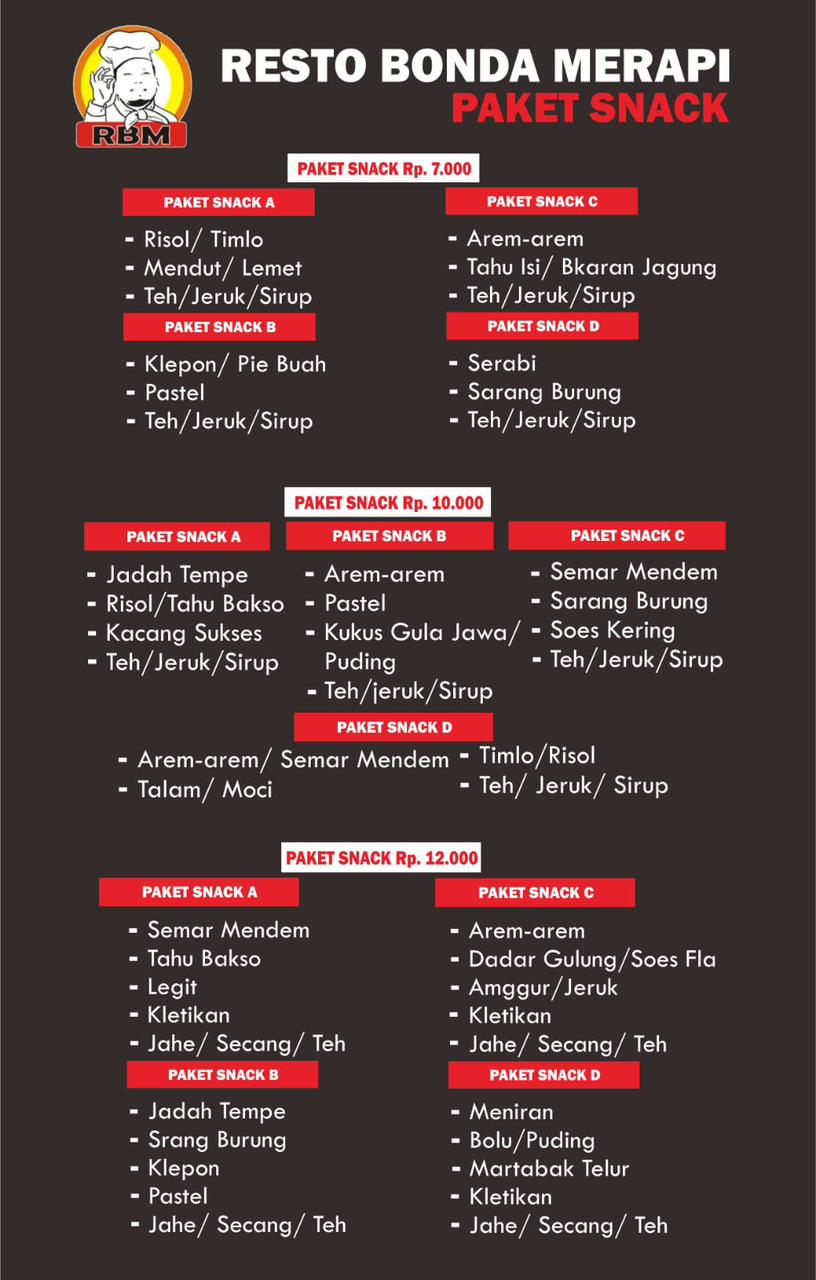 RBM
RESTO BONDA MERAPI
PAKET SNACK
PAKET SNACK Rp. 7.000
PAKET SNACK A
- Risol/ Timlo
- Mendut/ Lemet
- Teh/Jeruk/Sirup
PAKET SNACK B
- Klepon/ Pie Buah
- Pastel
- Teh/Jeruk/Sirup
PAKET SNACK C
- Arem-arem
- Tahu Isi/ Bkaran Jagung
- Teh/Jeruk/Sirup
PAKET SNACK D
- Serabi
- Sarang Burung
- Teh/Jeruk/Sirup
PAKET SNACK Rp. 10.000
PAKET SNACK A
- Jadah Tempe
- Risol/Tahu Bakso
- Kacang Sukses
- Teh/Jeruk/Sirup
PAKET SNACK B
- Arem-arem
- Pastel
- Kukus Gula Jawa/
Puding
- Teh/jeruk/Sirup
PAKET SNACK C
- Semar Mendem
- Sarang Burung
- Soes Kering
- Teh/Jeruk/Sirup
PAKET SNACK D
- Arem-arem/ Semar Mendem
- Talam/ Moci
- Timlo/Risol
- Teh/ Jeruk/ Sirup
PAKET SNACK Rp. 12.000
PAKET SNACK A
- Semar Mendem
- Tahu Bakso
- Legit
- Kletikan
- Jahe/ Secang/ Teh
PAKET SNACK B
- Jadah Tempe
- Srang Burung
- Klepon
- Pastel
- Jahe/ Secang/ Teh
PAKET SNACK C
- Arem-arem
- Dadar Gulung/Soes Fla
- Amggur/Jeruk
- Kletikan
- Jahe/ Secang/ Teh
PAKET SNACK D
- Meniran
- Bolu/Puding
- Martabak Telur
- Kletikan
- Jahe/ Secang/ Teh